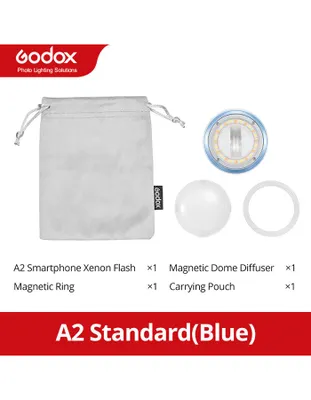 Godox
Photo Lighting Solutions
Godox
A2 Smartphone Xenon Flash ×1
Magnetic Dome Diffuser ×1
Magnetic Ring ×1
Carrying Pouch ×1
A2 Standard(Blue)